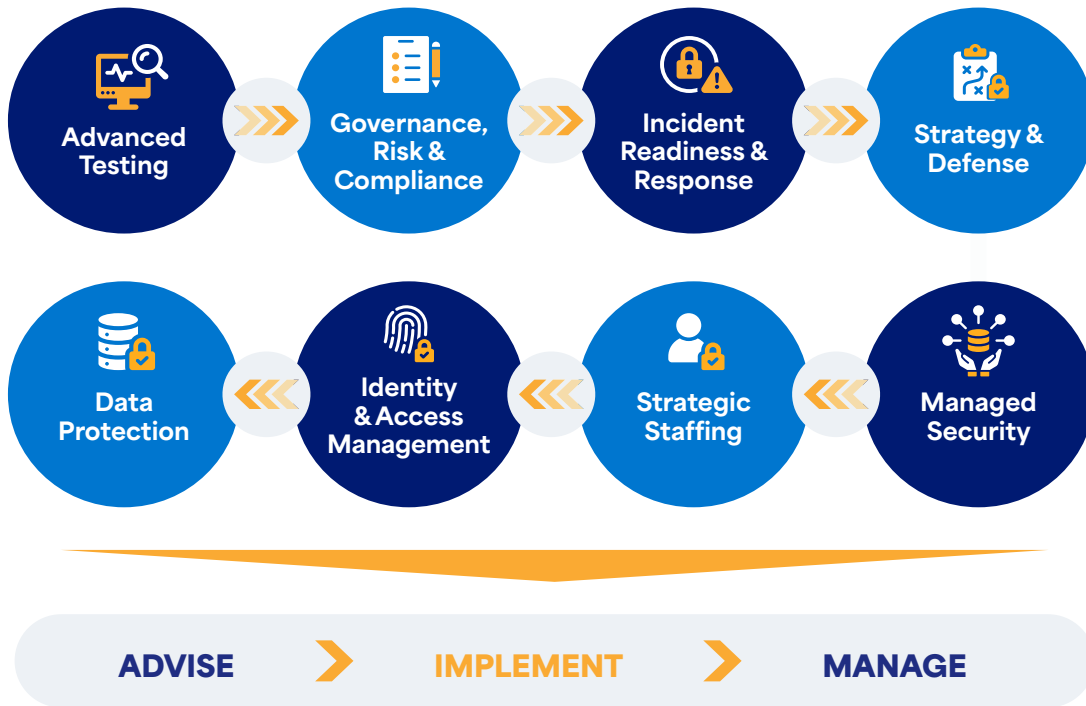 Advanced
Testing
Governance,
Risk &
Compliance
Incident
Readiness &
Response
Strategy &
Defense
Data
Protection
Identity
& Access
Management
Strategic
Staffing
Managed
Security
ADVISE
IMPLEMENT
MANAGE